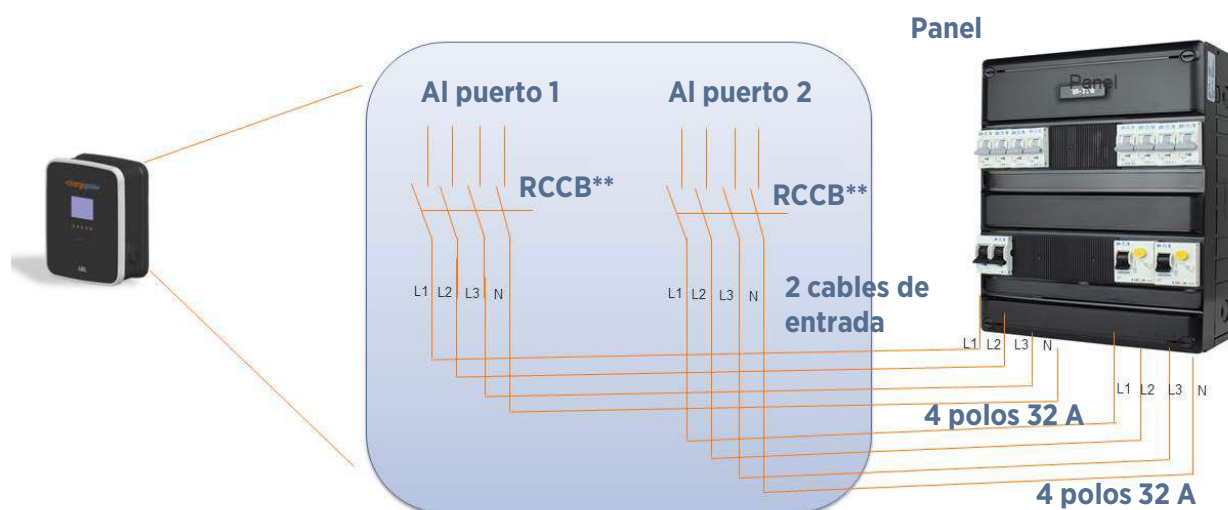 Panel
Panel
Al puerto 1
Al puerto 2
RCCB**
RCCB**
L1 L2 L3 N
L1 L2 L3 N
2 cables de
entrada
L1 L2 L3 N
L1 L2 L3 N
4 polos 32 A
4 polos 32 A